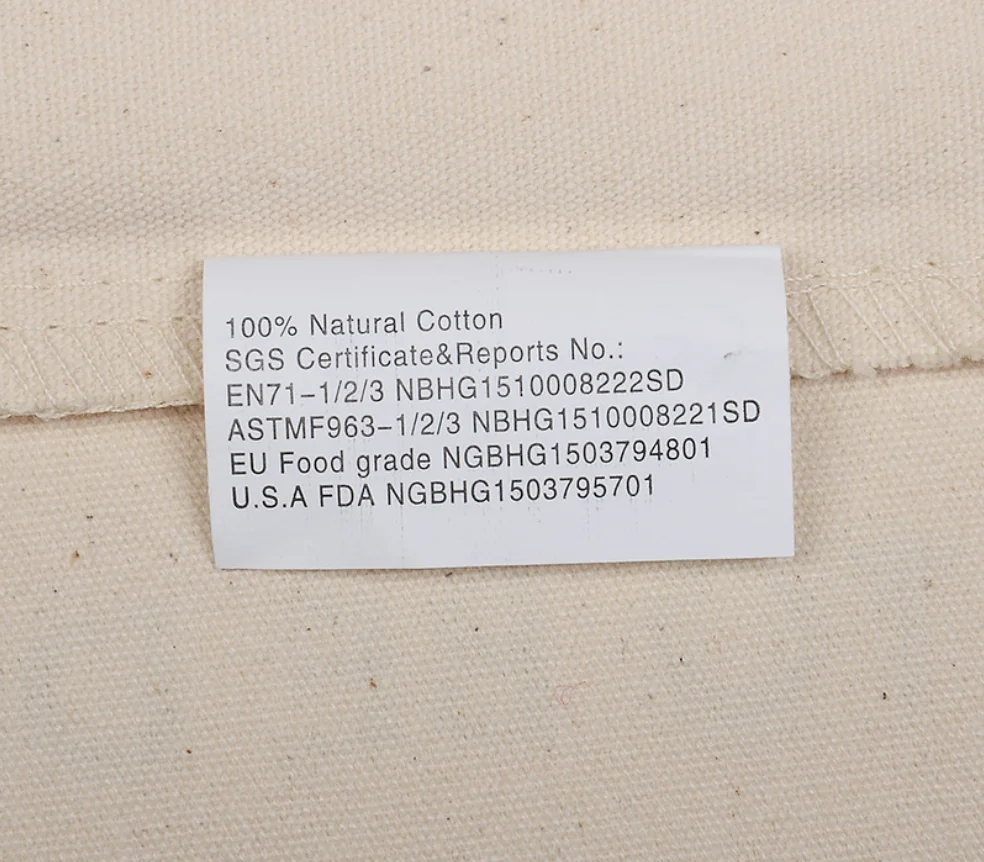 100% Natural Cotton
SGS Certificate&Reports No.:
EN71-1/2/3 NBHG1510008222SD
ASTMF963-1/2/3 NBHG1510008221SD
EU Food grade NGBHG1503794801
U.S.A FDA NGBHG1503795701